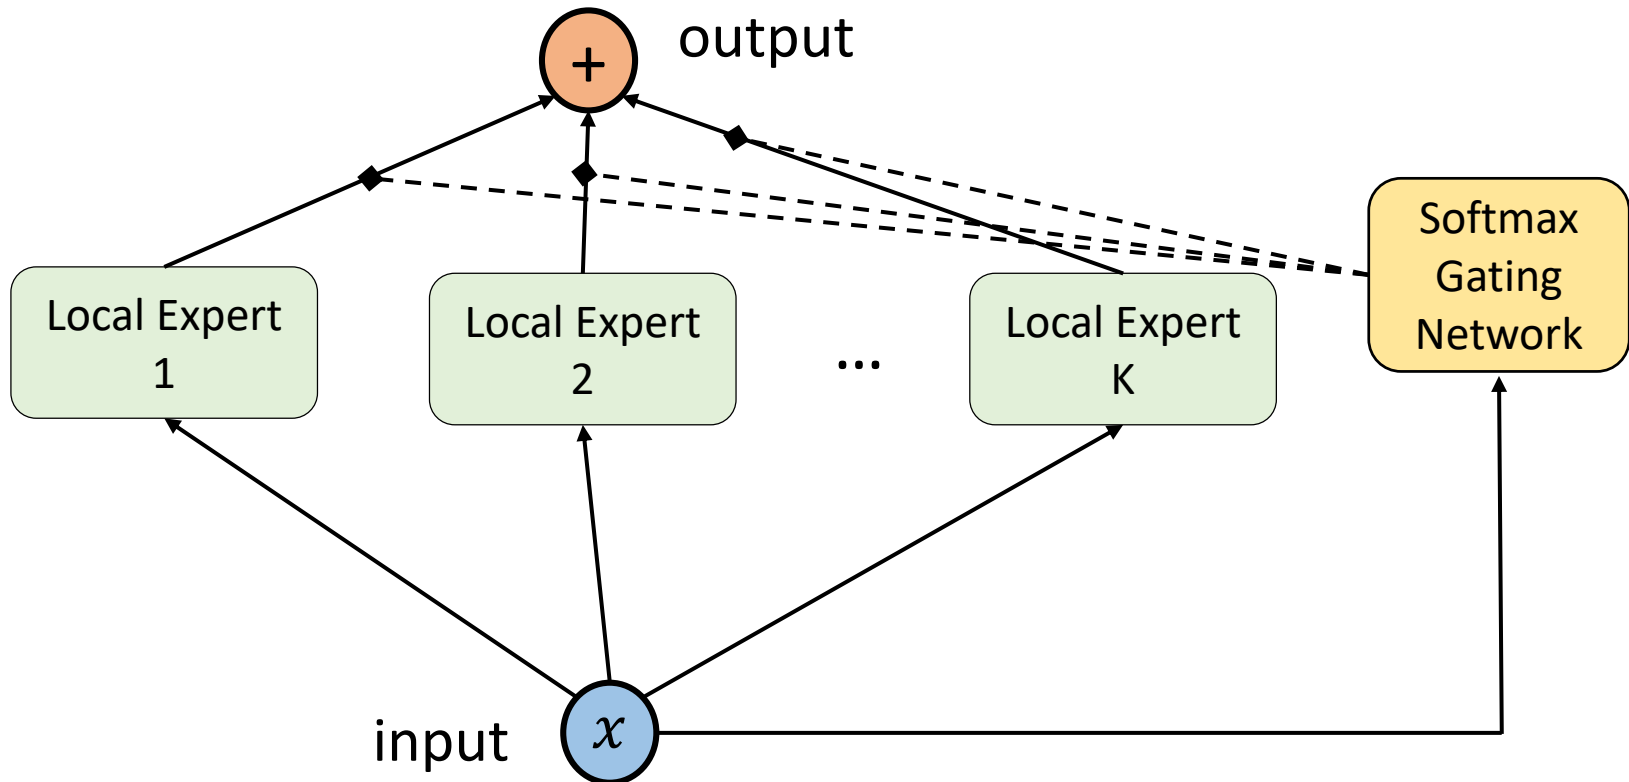 output
+
Softmax
Gating
Network
Local Expert
1
Local Expert
2
...
Local Expert
K
input
x